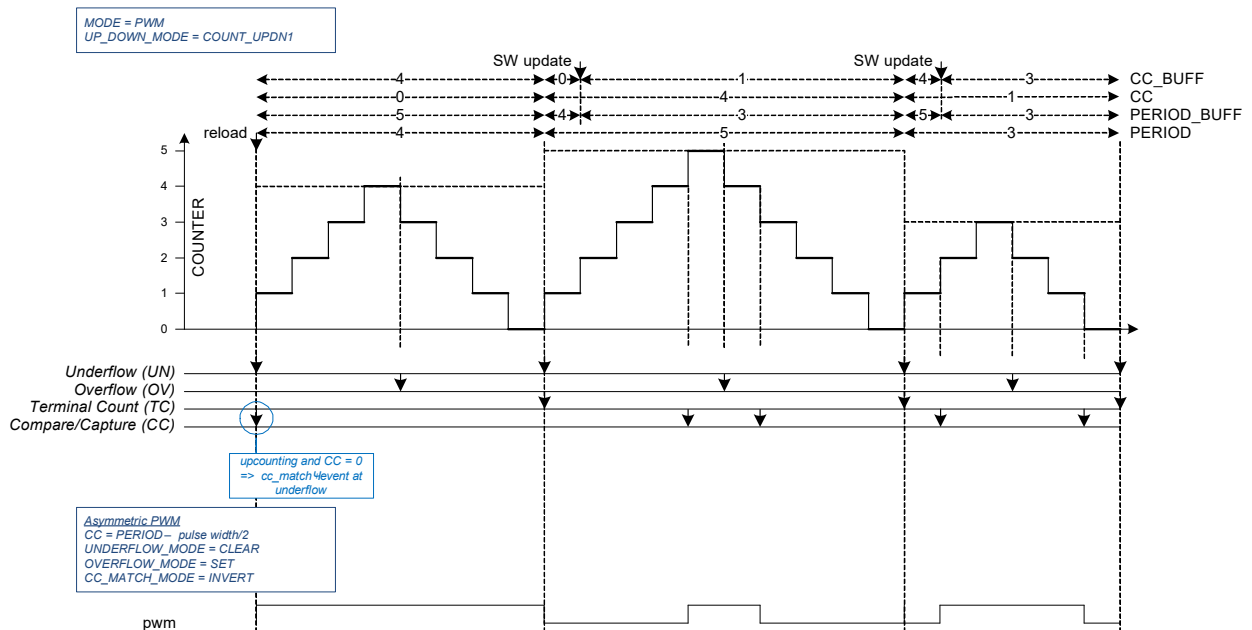 MODE = PWM
UP_DOWN_MODE = COUNT_UPDN1
SW update SW update
4 0 1 4 3 CC_BUFF
0 4 1 CC
5 4 3 5 3 PERIOD_BUFF
reload 4 5 3 PERIOD
5
4
3
2
1
0
COUNTER
Underflow (UN)
Overflow (OV)
Terminal Count (TC)
Compare/Capture (CC)
upcounting and CC = 0
=> cc_match event at
underflow
Asymmetric PWM
CC = PERIOD – pulse width/2
UNDERFLOW_MODE = CLEAR
OVERFLOW_MODE = SET
CC_MATCH_MODE = INVERT
pwm